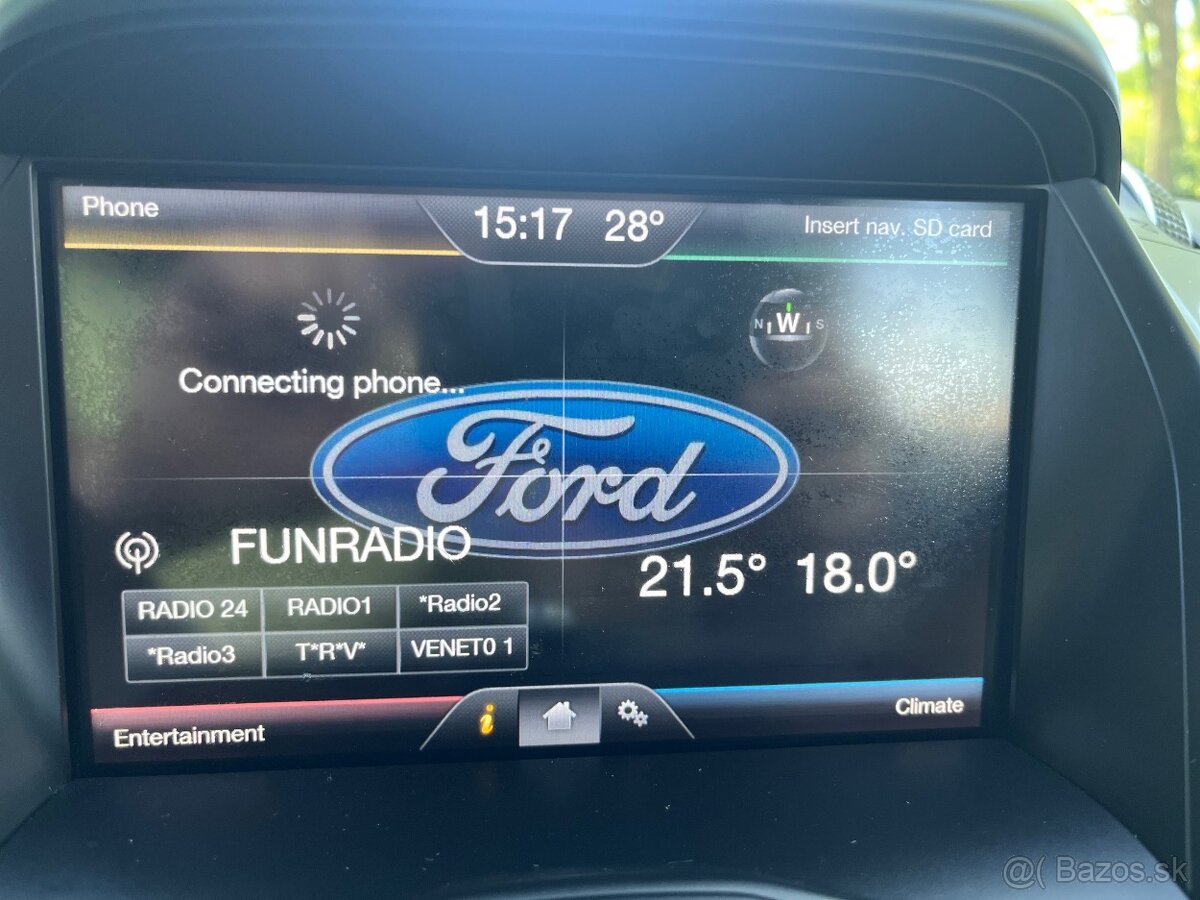 Phone
15:17 28°
Insert nav. SD card
N W S
Connecting phone...
Ford
FUNRADIO
21.5° 18.0°
RADIO 24 RADIO1 *Radio2
*Radio3 T*R*V* VENETO 1
Entertainment
i
Climate
@( Bazos.sk